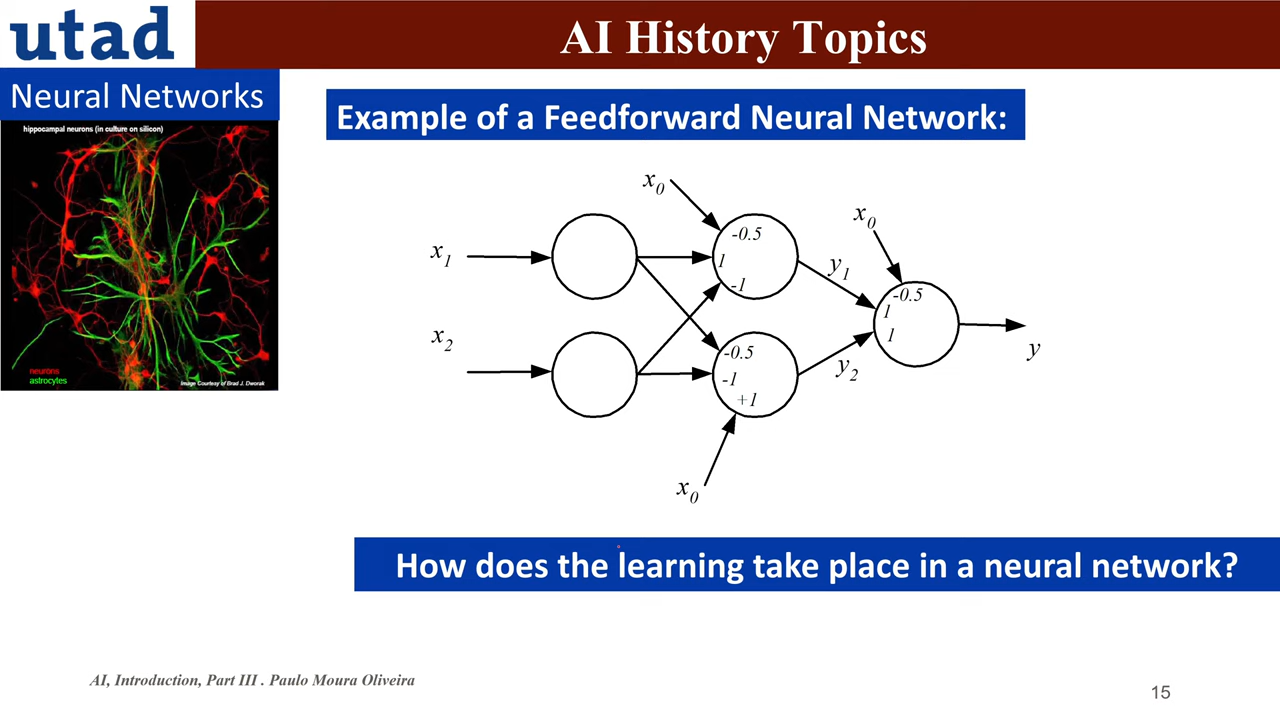 utad
AI History Topics
Neural Networks
hippocampal neurons (in culture on silicon)
neurons
astrocytes
Image Courtesy of Brad J. Dworak
Example of a Feedforward Neural Network:
x0
x0
-0.5
x1
1
y1
-1
-0.5
1
x2
1
-0.5
y
-1
y2
+1
x0
How does the learning take place in a neural network?
AI, Introduction, Part III . Paulo Moura Oliveira
15